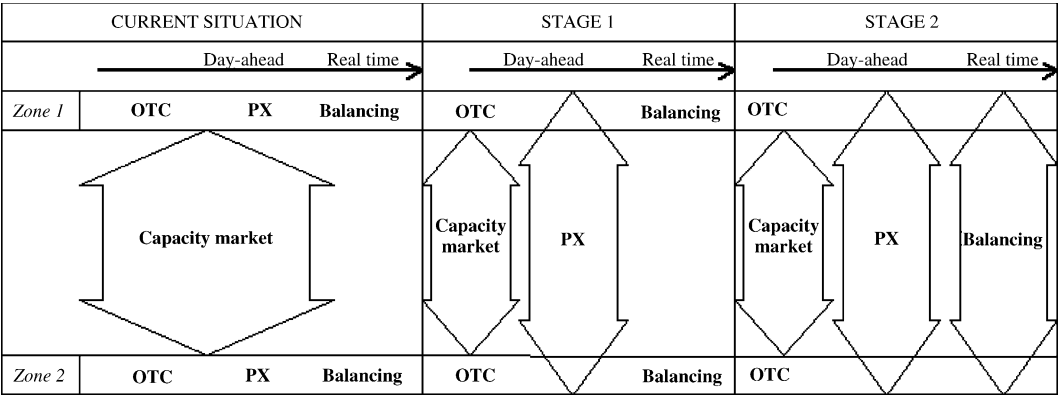 CURRENT SITUATION STAGE 1 STAGE 2
Day-ahead Real time Day-ahead Real time Day-ahead Real time
Zone 1 OTC PX Balancing OTC Balancing OTC
Capacity market Capacity PX Capacity PX Balancing
market market
Zone 2 OTC PX Balancing OTC Balancing OTC